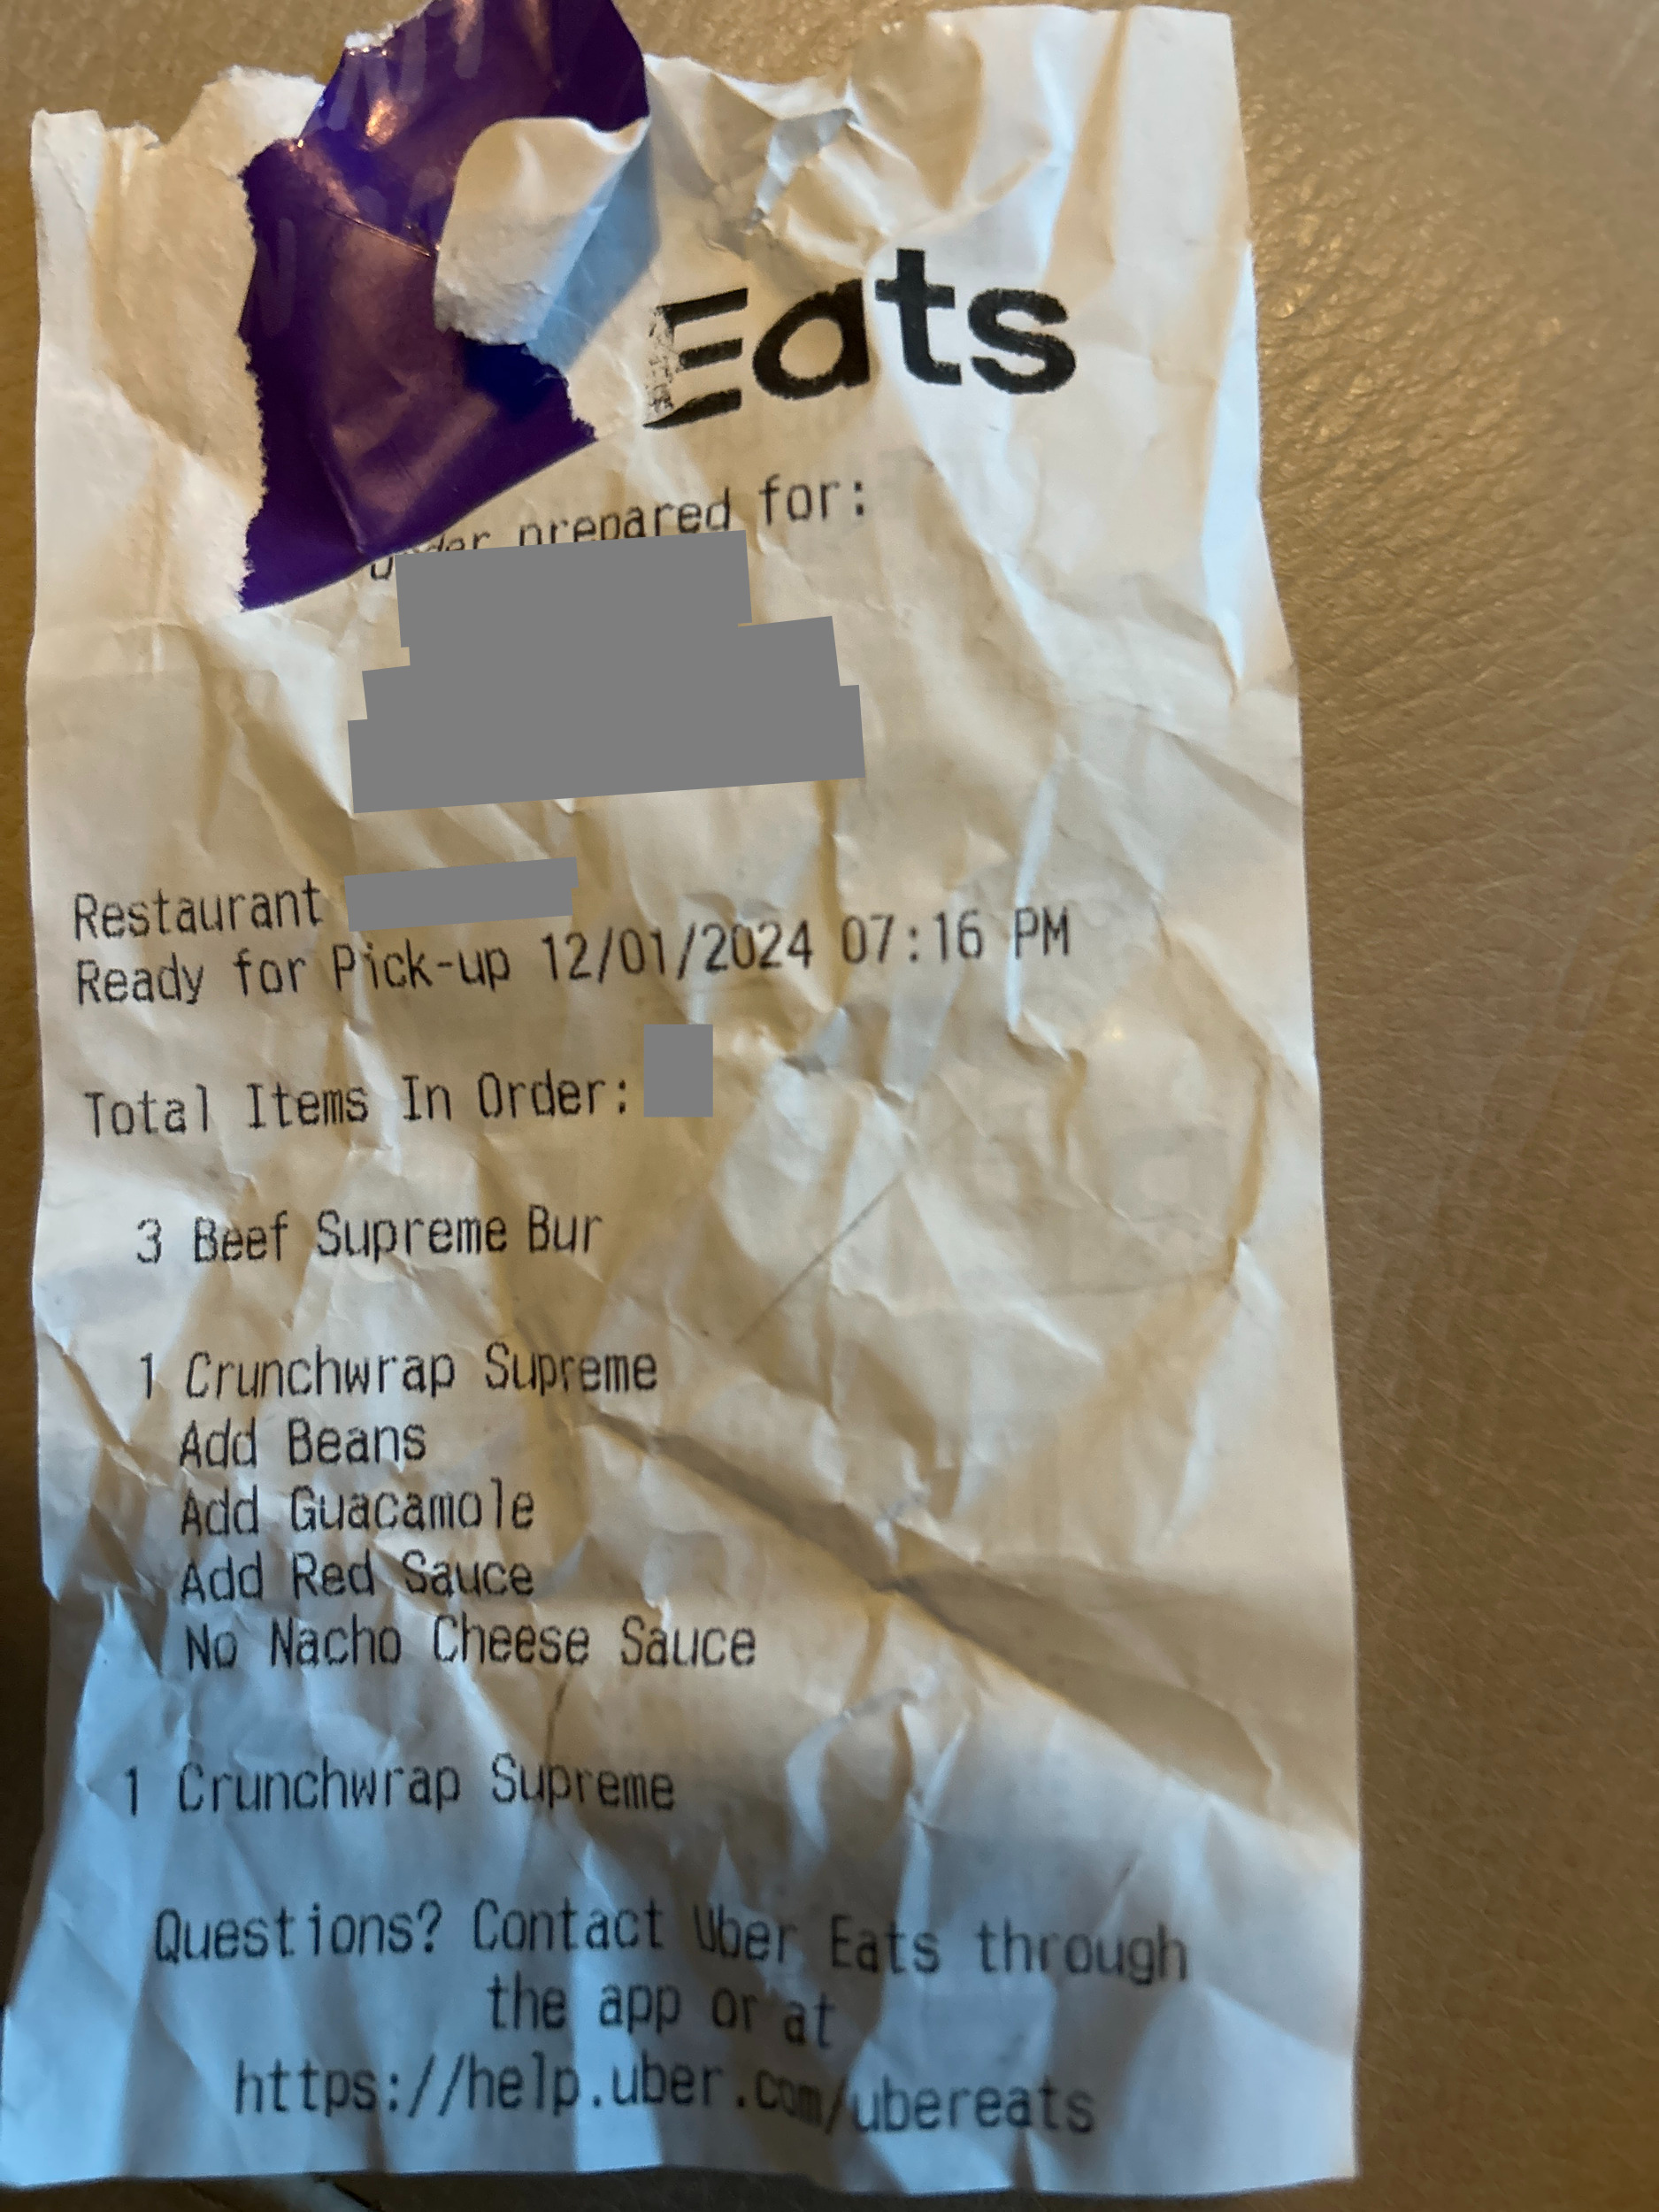 Eats
prepared for:
Restaurant
Ready for Pick-up 12/01/2024 07:16 PM
Total Items In Order:
3 Beef Supreme Bur
1 Crunchwrap Supreme
Add Beans
Add Guacamole
Add Red Sauce
No Nacho Cheese Sauce
1 Crunchwrap Supreme
Questions? Contact Uber Eats through
the app or at
https://help.uber.com/ubereats